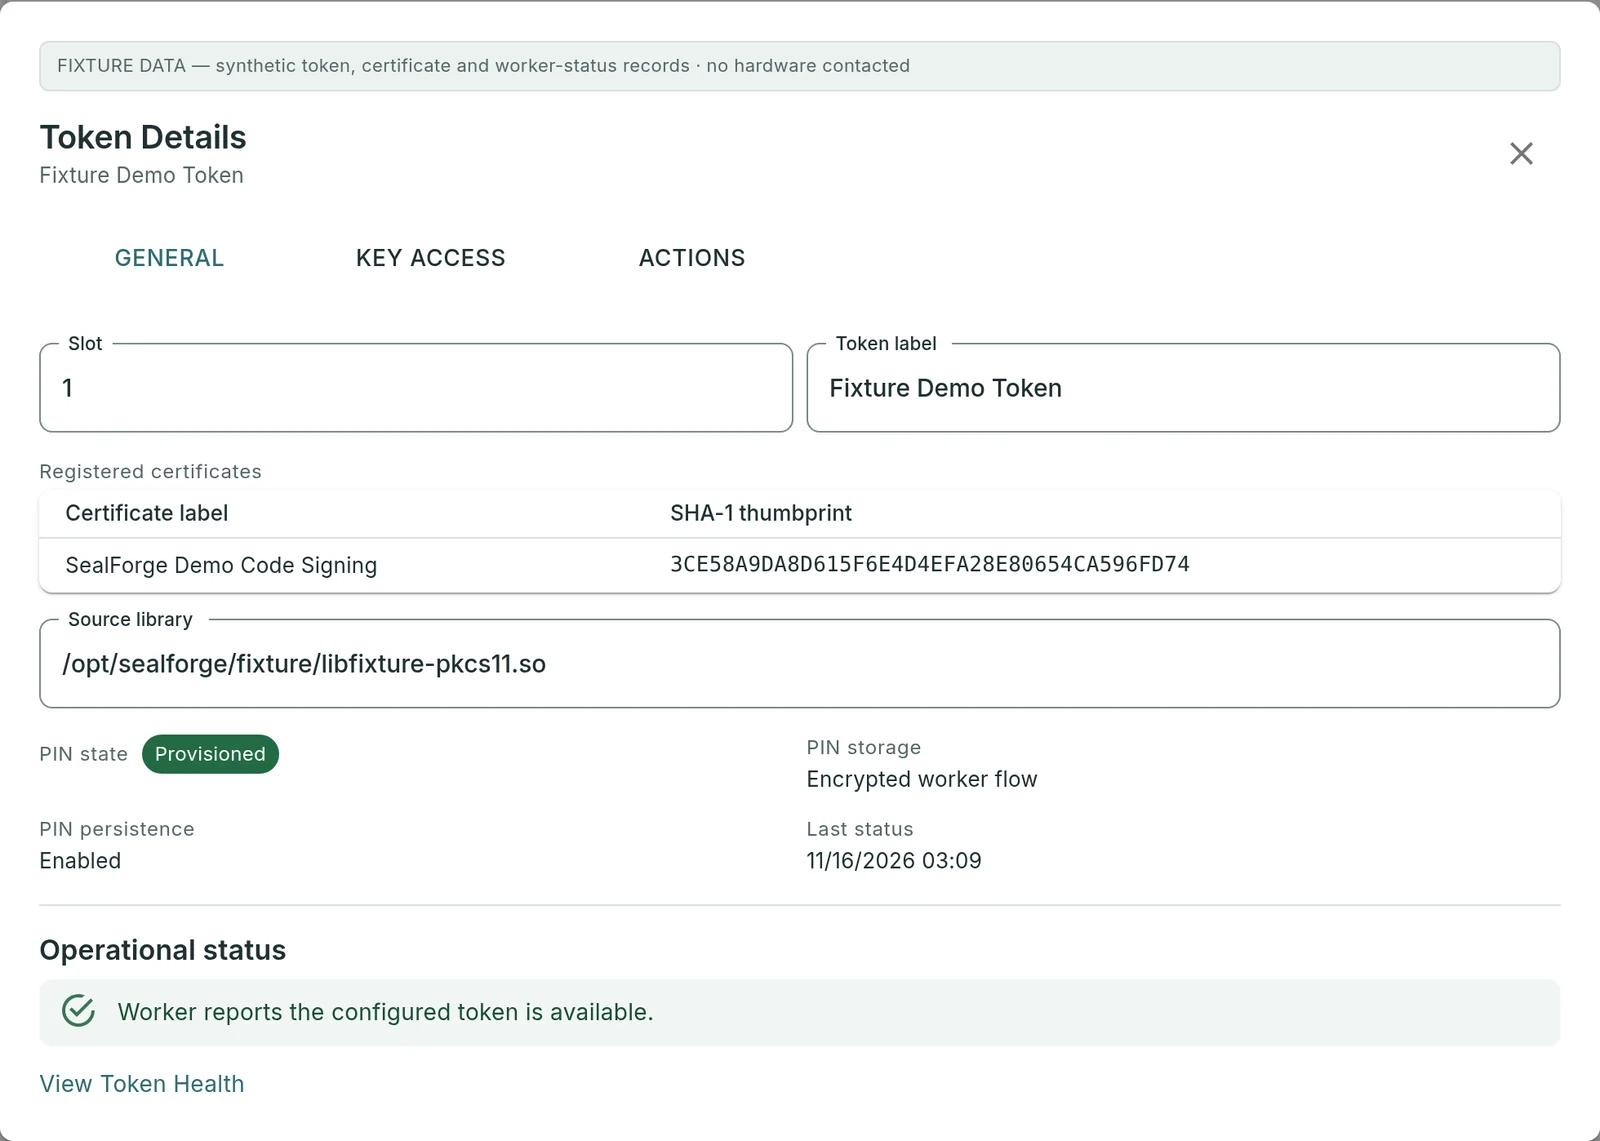 FIXTURE DATA — synthetic token, certificate and worker-status records · no hardware contacted
Token Details
Fixture Demo Token
GENERAL KEY ACCESS ACTIONS
Slot
1
Token label
Fixture Demo Token
Registered certificates
Certificate label SHA-1 thumbprint
SealForge Demo Code Signing 3CE58A9DA8D615F6E4D4EFA28E80654CA596FD74
Source library
/opt/sealforge/fixture/libfixture-pkcs11.so
PIN state Provisioned
PIN storage
Encrypted worker flow
PIN persistence
Enabled
Last status
11/16/2026 03:09
Operational status
Worker reports the configured token is available.
View Token Health